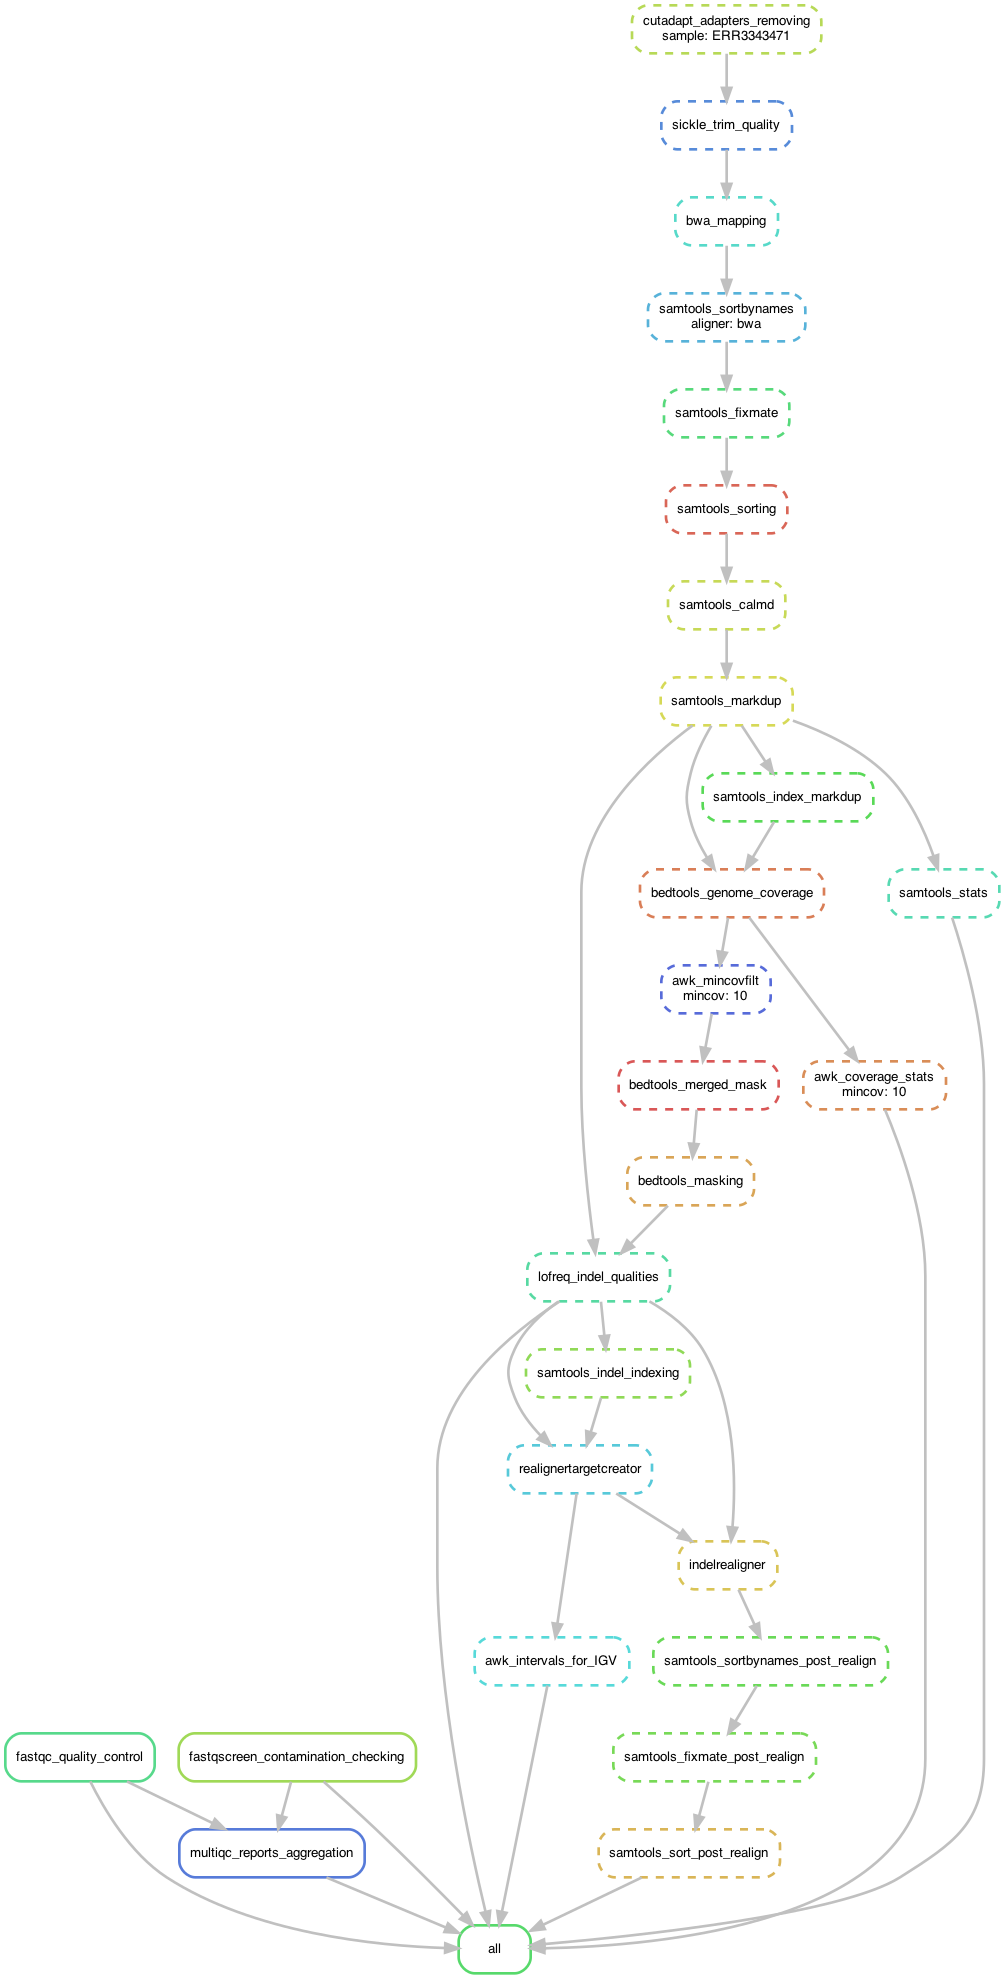 cutadapt_adapters_removing
sample: ERR3343471
sickle_trim_quality
bwa_mapping
samtools_sortbynames
aligner: bwa
samtools_fixmate
samtools_sorting
samtools_calmd
samtools_markdup
samtools_index_markdup
bedtools_genome_coverage
samtools_stats
awk_mincovfilt
mincov: 10
bedtools_merged_mask
awk_coverage_stats
mincov: 10
bedtools_masking
lofreq_indel_qualities
samtools_indel_indexing
realignertargetcreator
indelrealigner
awk_intervals_for_IGV
samtools_sortbynames_post_realign
fastqc_quality_control
fastqscreen_contamination_checking
samtools_fixmate_post_realign
multiqc_reports_aggregation
samtools_sort_post_realign
all